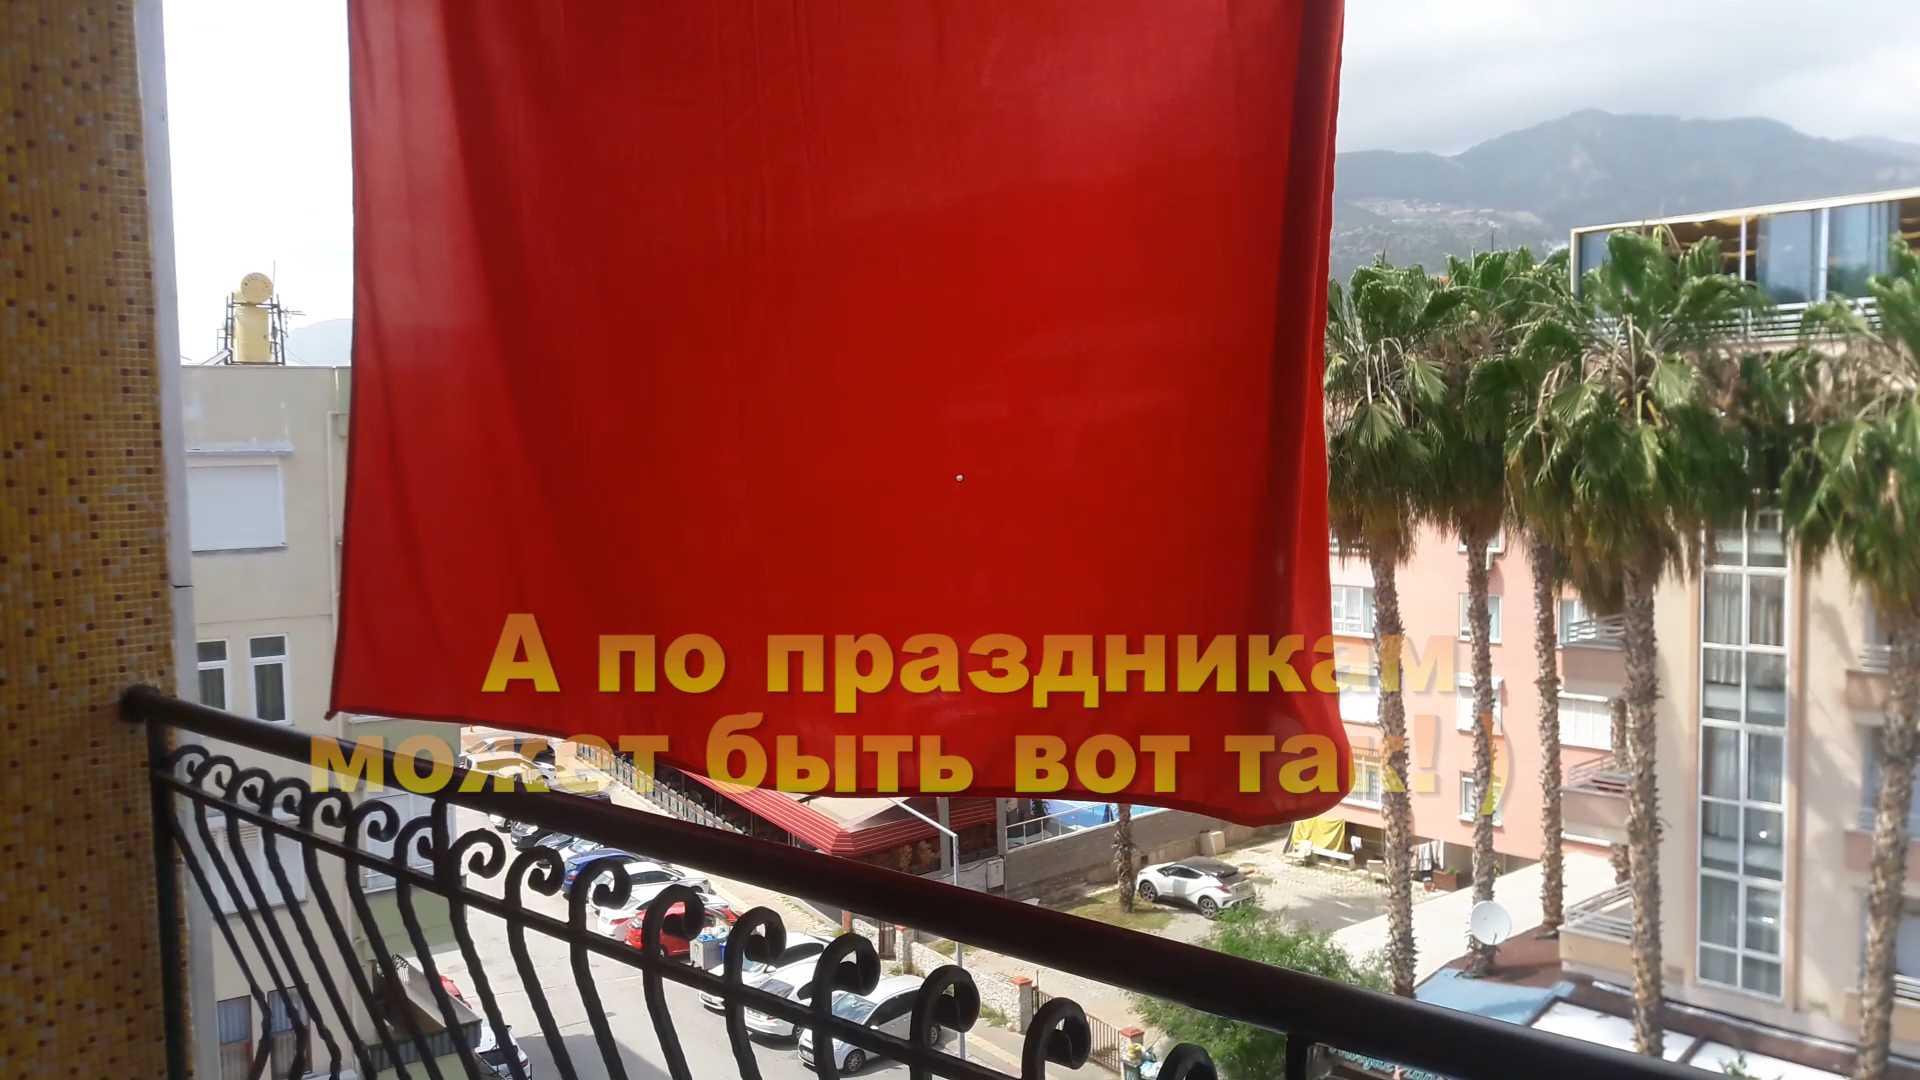 А по праздникам
может быть вот так! )